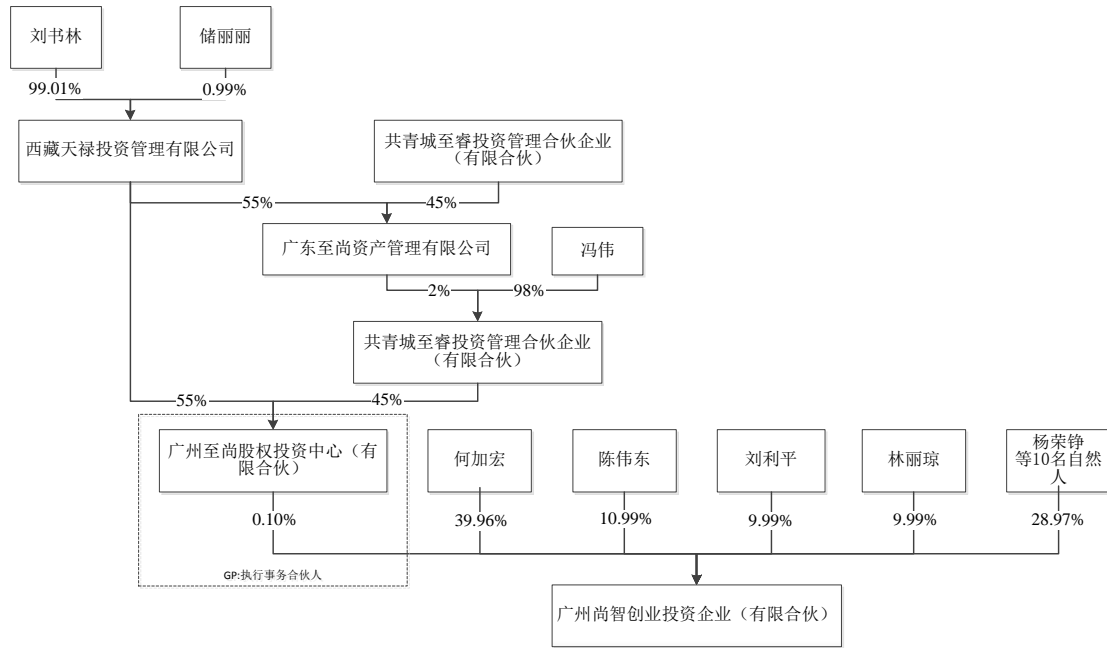 刘书林
储丽丽
99.01%
0.99%
西藏天禄投资管理有限公司
共青城至睿投资管理合伙企业
（有限合伙）
55%
45%
广东至尚资产管理有限公司
冯伟
2%
98%
共青城至睿投资管理合伙企业
（有限合伙）
55%
45%
广州至尚股权投资中心（有
限合伙）
何加宏
陈伟东
刘利平
林丽琼
杨荣铮
等10名自然
人
0.10%
39.96%
10.99%
9.99%
9.99%
28.97%
GP:执行事务合伙人
广州尚智创业投资企业（有限合伙）